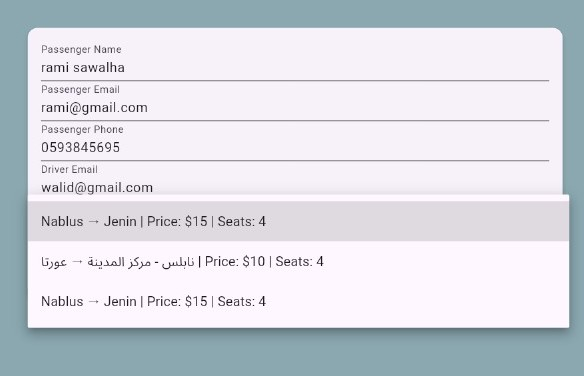 Passenger Name
rami sawalha
Passenger Email
rami@gmail.com
Passenger Phone
0593845695
Driver Email
walid@gmail.com
Nablus → Jenin | Price: $15 | Seats: 4
نابلس - مركز المدينة → عورتا | Price: $10 | Seats: 4
Nablus → Jenin | Price: $15 | Seats: 4